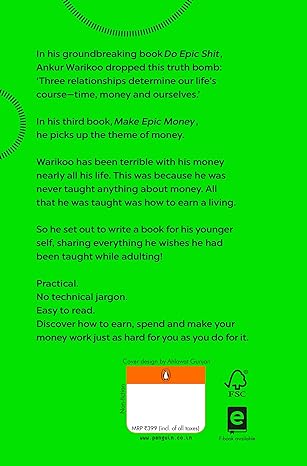 In his groundbreaking book Do Epic Shit,
Ankur Warikoo dropped this truth bomb:
'Three relationships determine our life's
course—time, money and ourselves.'
In his third book, Make Epic Money,
he picks up the theme of money.
Warikoo has been terrible with his money
nearly all his life. This was because he was
never taught anything about money. All
that he was taught was how to earn a living.
So he set out to write a book for his younger
self, sharing everything he wishes he had
been taught while adulting!
Practical.
No technical jargon.
Easy to read.
Discover how to earn, spend and make your
money work just as hard for you as you do for it.
Cover design by Ahlawat Gunjan
Non-fiction
MRP ₹399 (incl. of all taxes)
www.penguin.co.in
FSC
e
E-book available